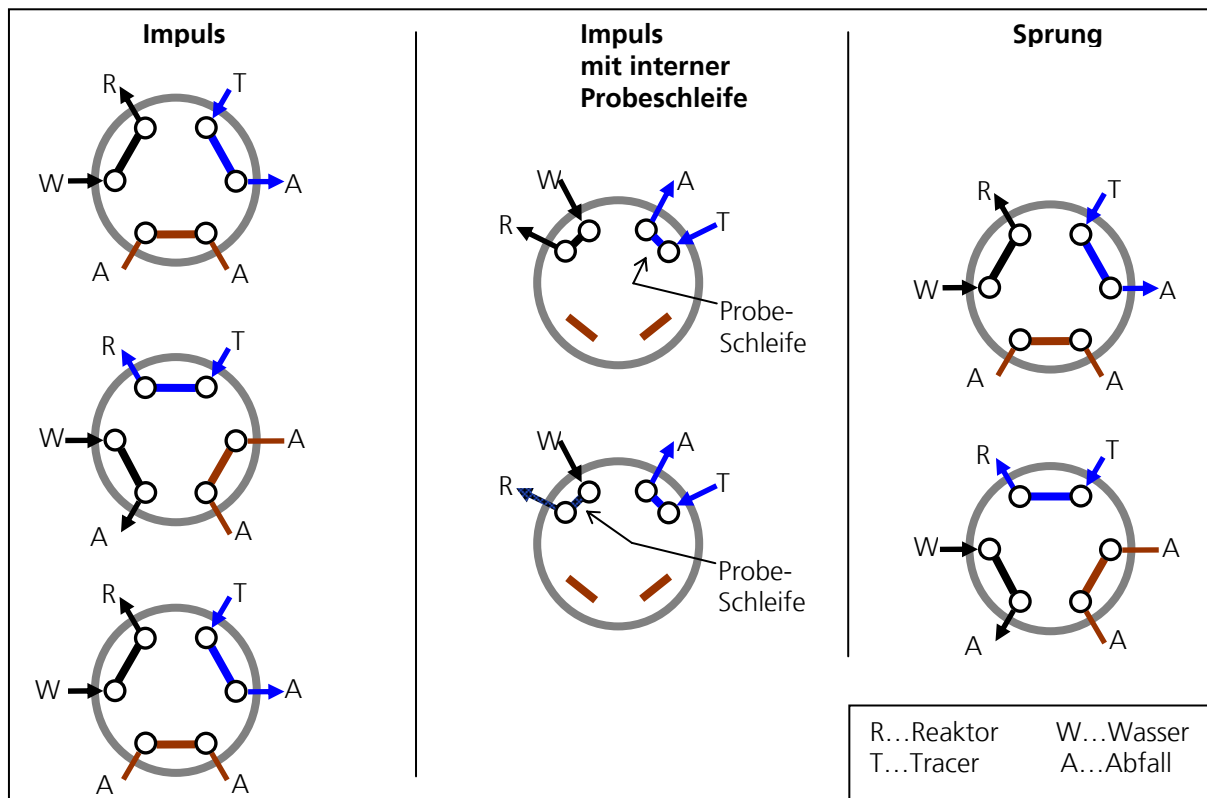 Impuls
R
T
W
A
A
A
R
T
W
A
A
A
R
T
W
A
A
A
Impuls
mit interner
Probeschleife
W
A
R
T
Probe-
Schleife
W
A
R
T
Probe-
Schleife
Sprung
R
T
W
A
A
A
R
T
W
A
A
A
R...Reaktor W...Wasser
T...Tracer A...Abfall